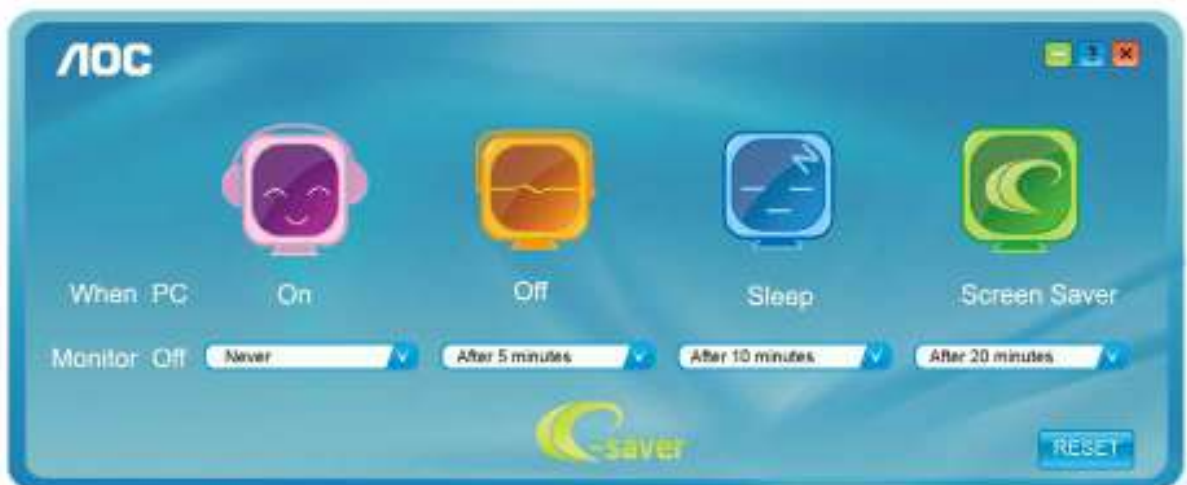 AOC
When PC On Off Sleep Screen Saver
Monitor Off Never After 5 minutes After 10 minutes After 20 minutes
e-saver
RESET